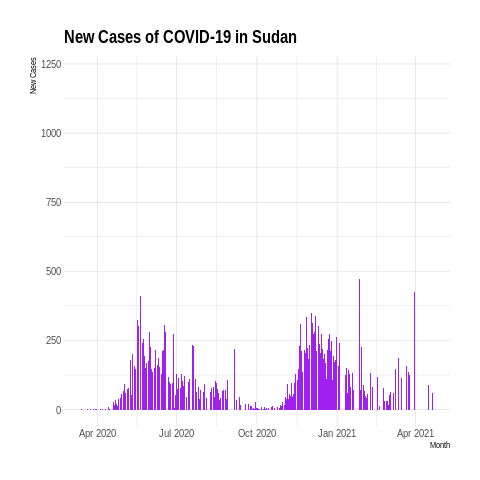 New Cases of COVID-19 in Sudan
New Cases
1250
1000
750
500
250
0
Apr 2020
Jul 2020
Oct 2020
Jan 2021
Apr 2021
Month